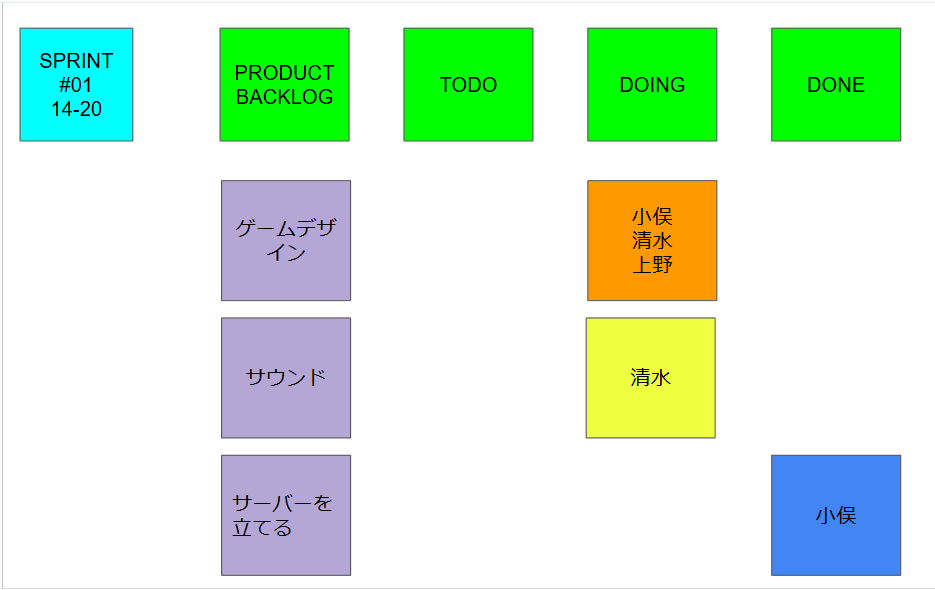 SPRINT
#01
14-20
PRODUCT
BACKLOG
TODO
DOING
DONE
ゲームデザ
イン
小俣
清水
上野
サウンド
清水
サーバーを
立てる
小俣